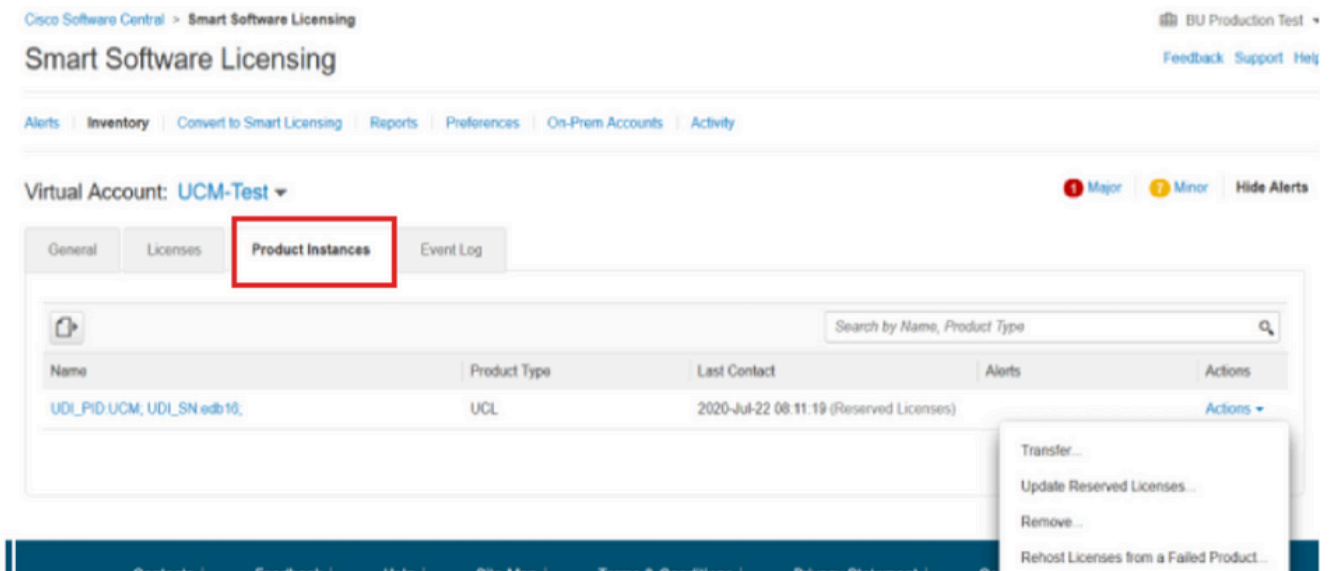 Cisco Software Central > Smart Software Licensing
BU Production Test
Smart Software Licensing
Feedback Support Help
Alerts Inventory Convert to Smart Licensing Reports Preferences On-Prem Accounts Activity
Virtual Account: UCM-Test
1 Major 7 Minor Hide Alerts
General Licenses Product Instances Event Log
Search by Name, Product Type
Name Product Type Last Contact Alerts Actions
UDI_PID:UCM; UDI_SN:edb16; UCL 2020-Jul-22 08:11:19 (Reserved Licenses) Actions
Transfer...
Update Reserved Licenses...
Remove...
Rehost Licenses from a Failed Product...